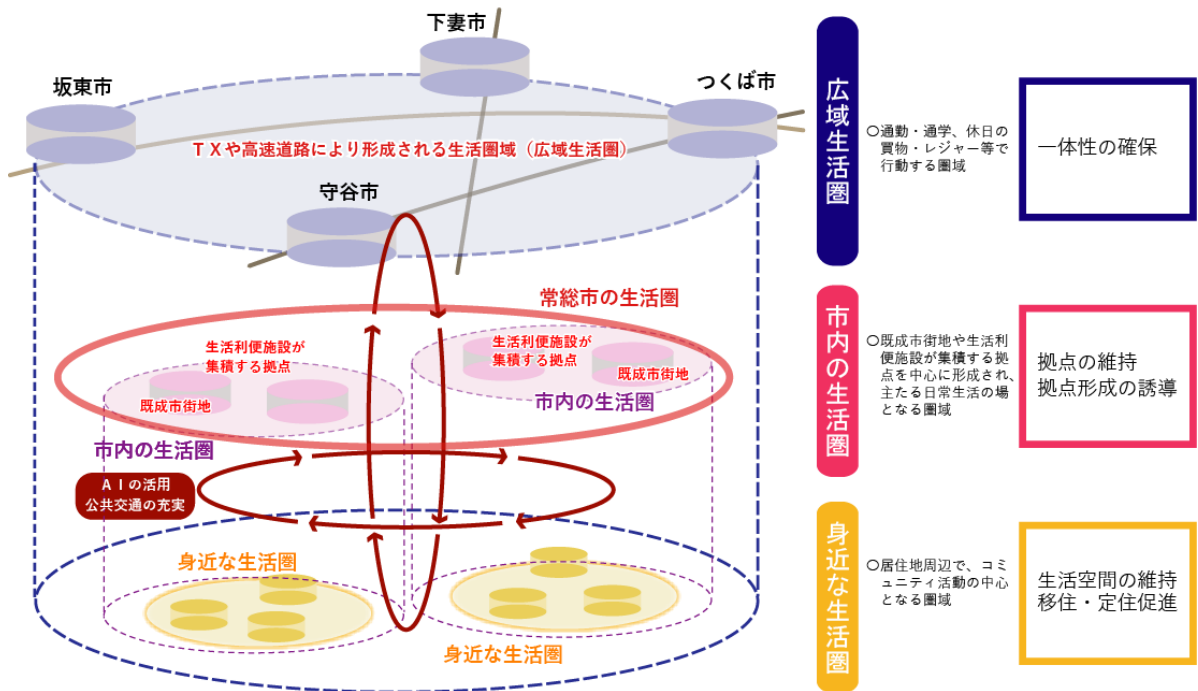 下妻市
坂東市
つくば市
TXや高速道路により形成される生活圏域（広域生活圏）
守谷市
常総市の生活圏
生活利便施設が
集積する拠点
既成市街地
市内の生活圏
生活利便施設が
集積する拠点
既成市街地
市内の生活圏
AIの活用
公共交通の充実
身近な生活圏
身近な生活圏
広域生活圏
〇通勤・通学、休日の
買物・レジャー等で
行動する圏域
一体性の確保
市内の生活圏
〇既成市街地や生活利
便施設が集積する拠
点を中心に形成され、
主たる日常生活の場
となる圏域
拠点の維持
拠点形成の誘導
身近な生活圏
〇居住地周辺で、コミ
ュニティ活動の中心
となる圏域
生活空間の維持
移住・定住促進